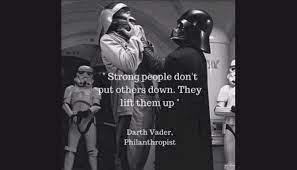 " Strong people don't
put others down. They
lift them up "
Darth Vader,
Philanthropist